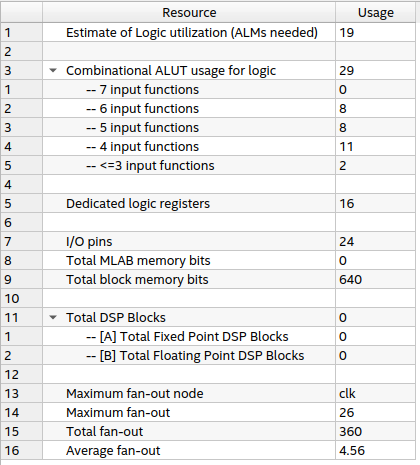 Resource Usage
1 Estimate of Logic utilization (ALMs needed) 19
2
3 Combinational ALUT usage for logic 29
1 -- 7 input functions 0
2 -- 6 input functions 8
3 -- 5 input functions 8
4 -- 4 input functions 11
5 -- <=3 input functions 2
4
5 Dedicated logic registers 16
6
7 I/O pins 24
8 Total MLAB memory bits 0
9 Total block memory bits 640
10
11 Total DSP Blocks 0
1 -- [A] Total Fixed Point DSP Blocks 0
2 -- [B] Total Floating Point DSP Blocks 0
12
13 Maximum fan-out node clk
14 Maximum fan-out 26
15 Total fan-out 360
16 Average fan-out 4.56